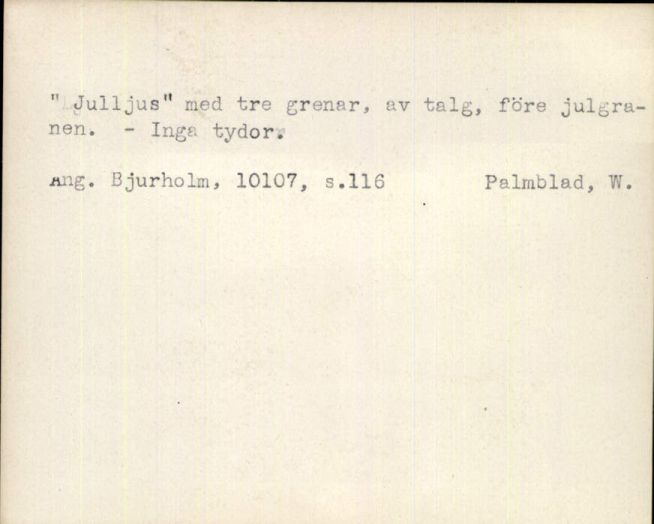 "Julljus" med tre grenar, av talg, före julgra-
nen. - Inga tydor.
Ång. Bjurholm, 10107, s.116 Palmblad, W.